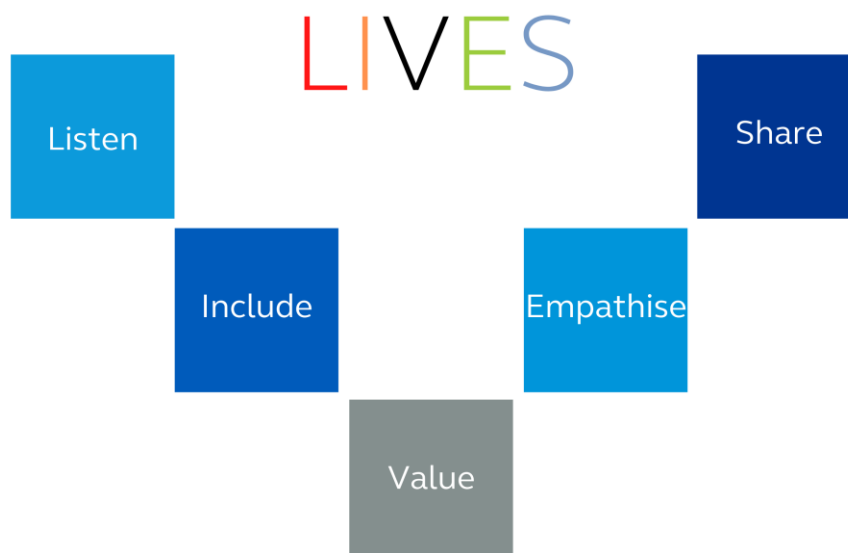 LIVES
Listen
Include
Value
Empathise
Share